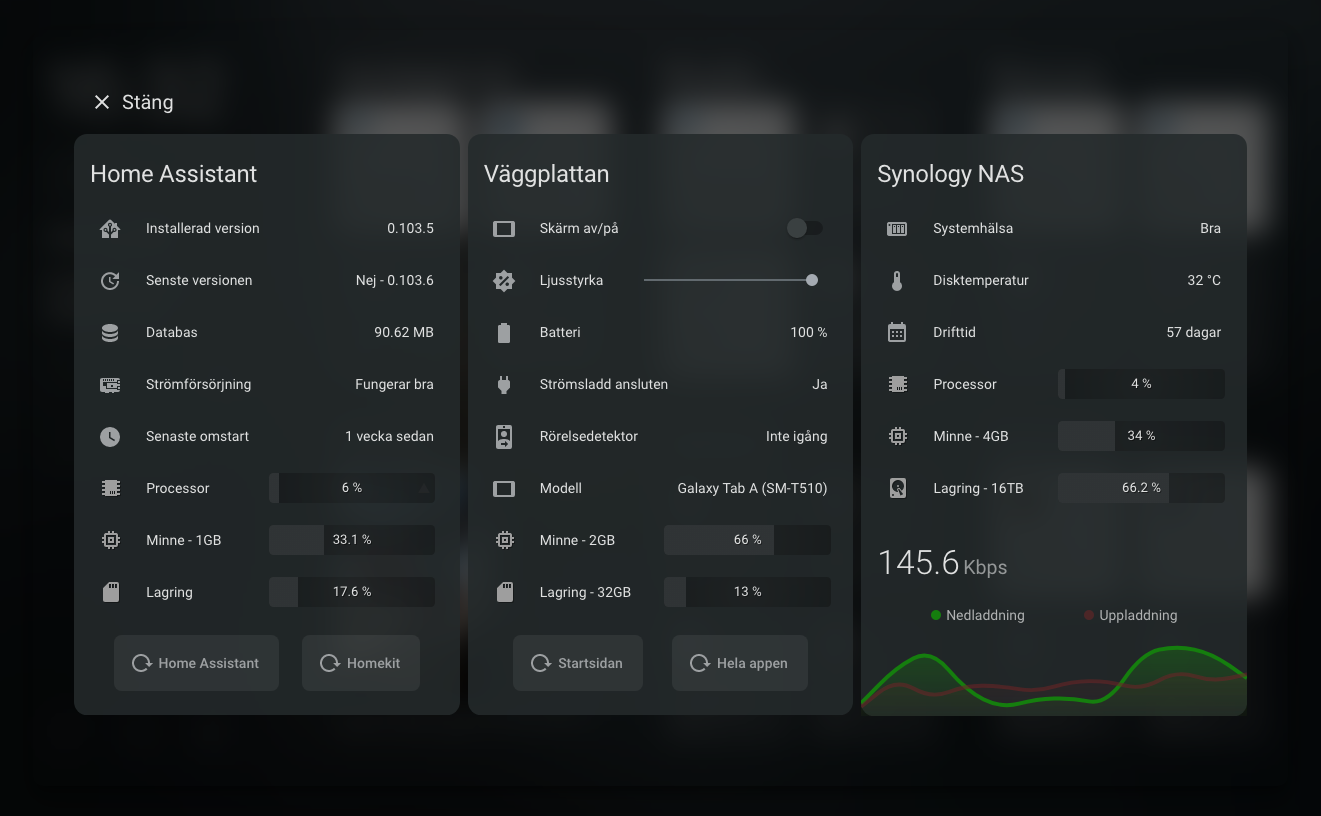 Stäng
Home Assistant
Installerad version 0.103.5
Senste versionen Nej - 0.103.6
Databas 90.62 MB
Strömförsörjning Fungerar bra
Senaste omstart 1 vecka sedan
Processor 6 %
Minne - 1GB 33.1 %
Lagring 17.6 %
Home Assistant Homekit
Väggplattan
Skärm av/på
Ljusstyrka
Batteri 100 %
Strömsladd ansluten Ja
Rörelsedetektor Inte igång
Modell Galaxy Tab A (SM-T510)
Minne - 2GB 66 %
Lagring - 32GB 13 %
Startsidan Hela appen
Synology NAS
Systemhälsa Bra
Disktemperatur 32 °C
Drifttid 57 dagar
Processor 4 %
Minne - 4GB 34 %
Lagring - 16TB 66.2 %
145.6 Kbps
Nedladdning Uppladdning